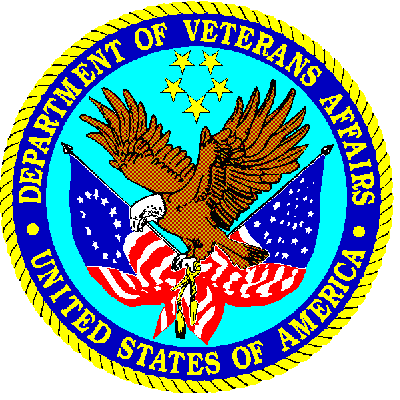 DEPARTMENT OF VETERANS AFFAIRS
UNITED STATES OF AMERICA